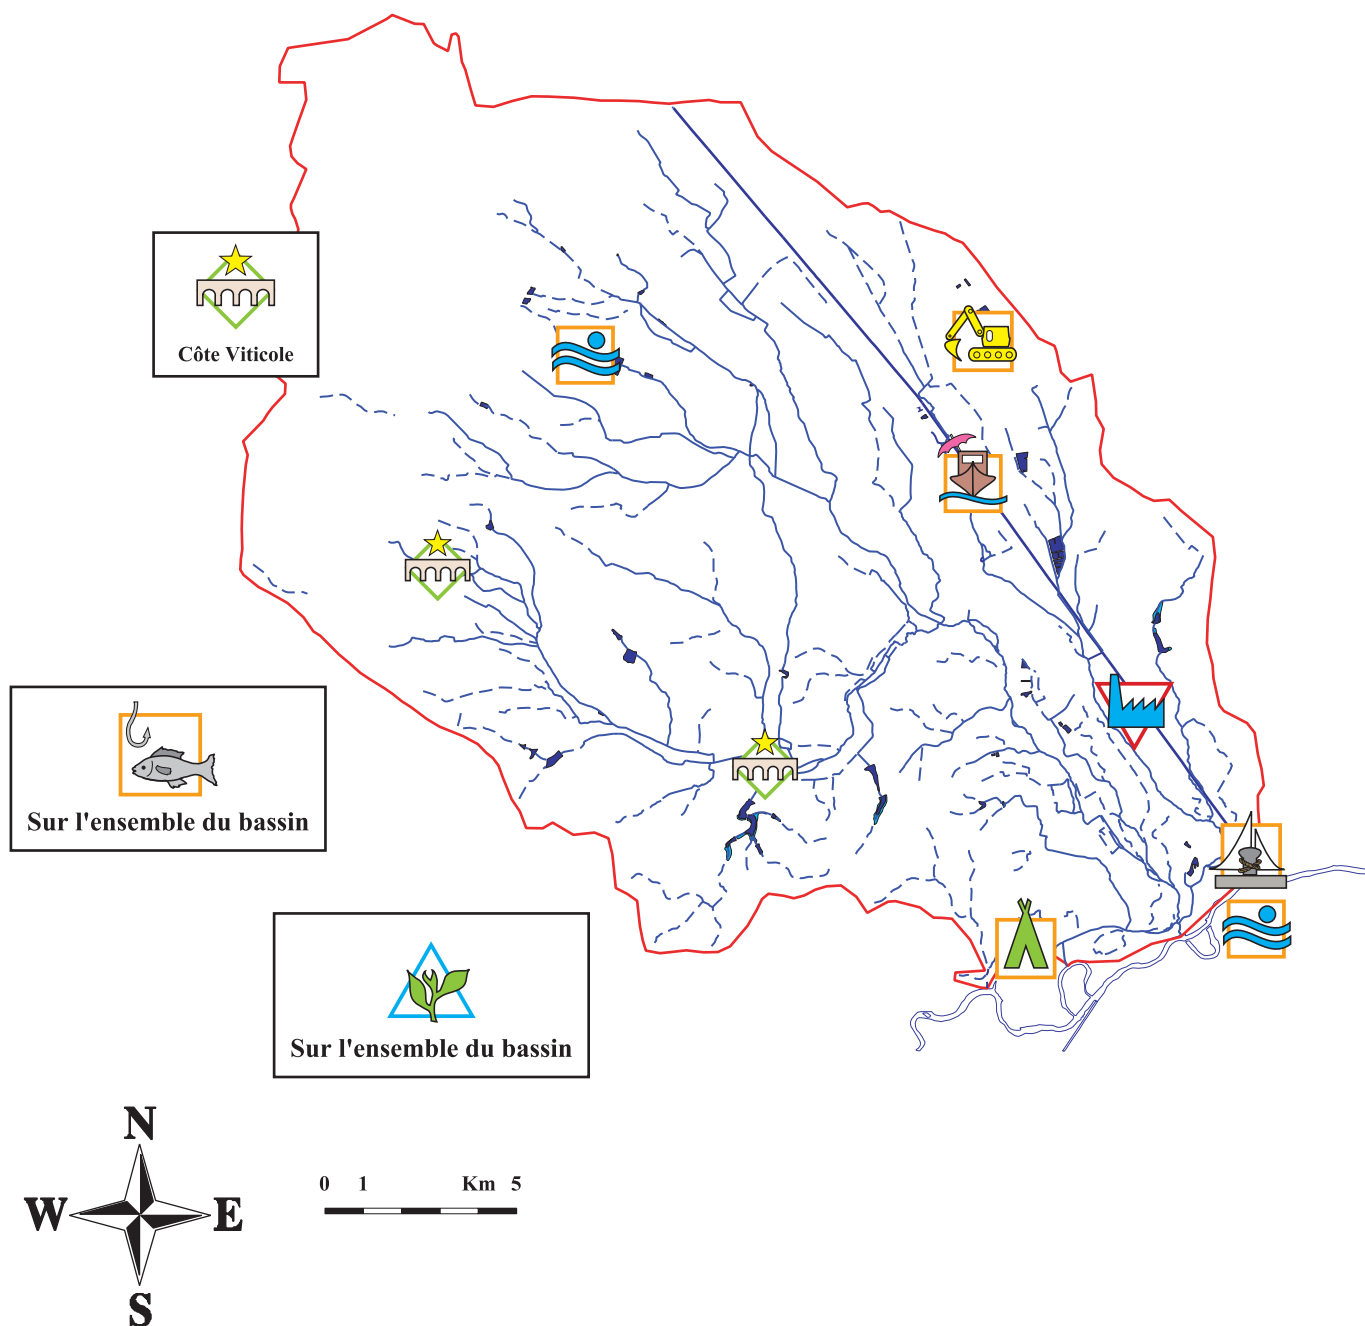 Côte Viticole
Sur l'ensemble du bassin
Sur l'ensemble du bassin
N
W E
S
0 1 Km 5